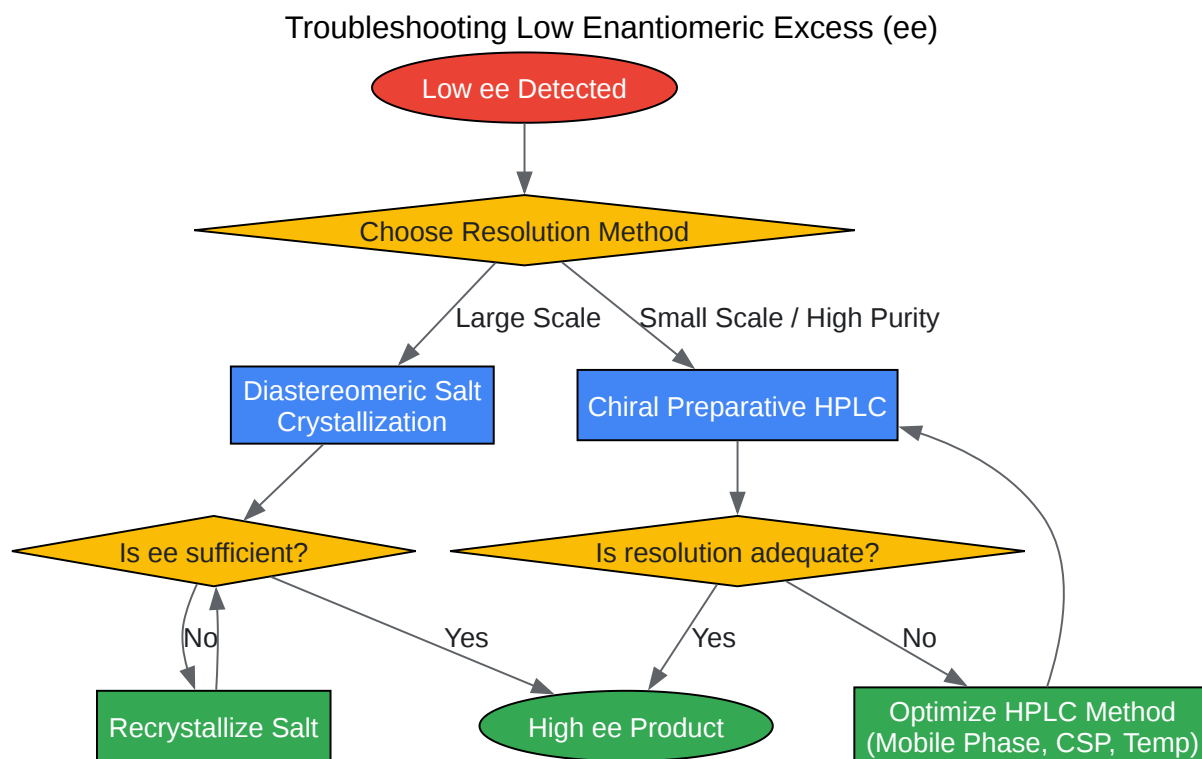 Troubleshooting Low Enantiomeric Excess (ee)
Low ee Detected
Choose Resolution Method
Large Scale
Small Scale / High Purity
Diastereomeric Salt
Crystallization
Chiral Preparative HPLC
Is ee sufficient?
Is resolution adequate?
No
Yes
Yes
No
Recrystallize Salt
High ee Product
Optimize HPLC Method
(Mobile Phase, CSP, Temp)